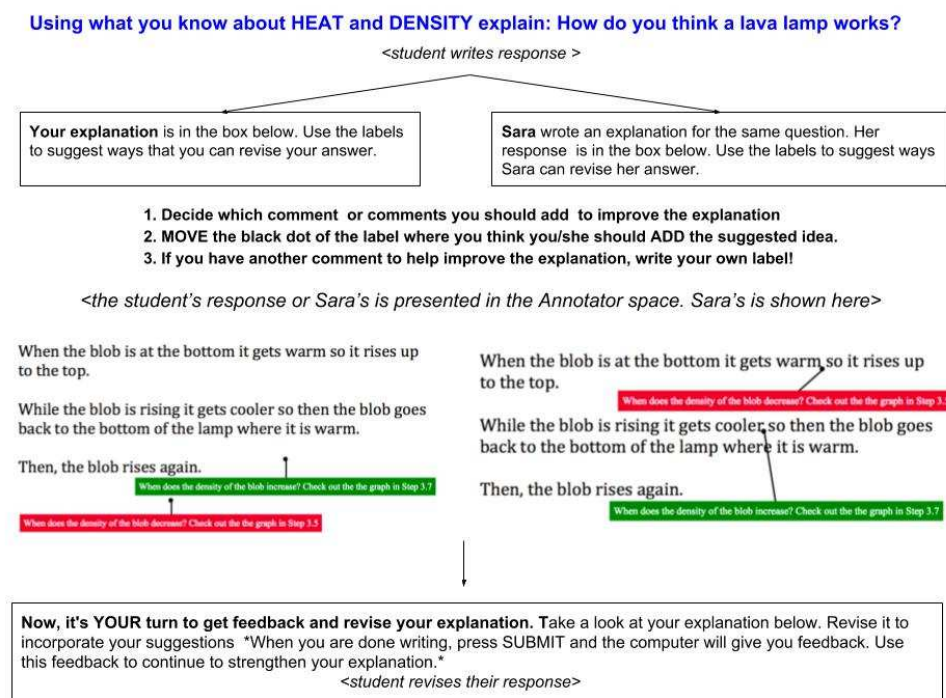 Using what you know about HEAT and DENSITY explain: How do you think a lava lamp works?
<student writes response >
Your explanation is in the box below. Use the labels
to suggest ways that you can revise your answer.
Sara wrote an explanation for the same question. Her
response is in the box below. Use the labels to suggest ways
Sara can revise her answer.
1. Decide which comment or comments you should add to improve the explanation
2. MOVE the black dot of the label where you think you/she should ADD the suggested idea.
3. If you have another comment to help improve the explanation, write your own label!
<the student's response or Sara's is presented in the Annotator space. Sara's is shown here>
When the blob is at the bottom it gets warm so it rises up
to the top.
While the blob is rising it gets cooler so then the blob goes
back to the bottom of the lamp where it is warm.
Then, the blob rises again.
When does the density of the blob increase? Check out the the graph in Step 3.7
When does the density of the blob decrease? Check out the the graph in Step 3.5
When the blob is at the bottom it gets warm so it rises up
to the top.
When does the density of the blob decrease? Check out the the graph in Step 3.
While the blob is rising it gets cooler so then the blob goes
back to the bottom of the lamp where it is warm.
Then, the blob rises again.
When does the density of the blob increase? Check out the the graph in Step 3.7
Now, it's YOUR turn to get feedback and revise your explanation. Take a look at your explanation below. Revise it to
incorporate your suggestions *When you are done writing, press SUBMIT and the computer will give you feedback. Use
this feedback to continue to strengthen your explanation.*
<student revises their response>